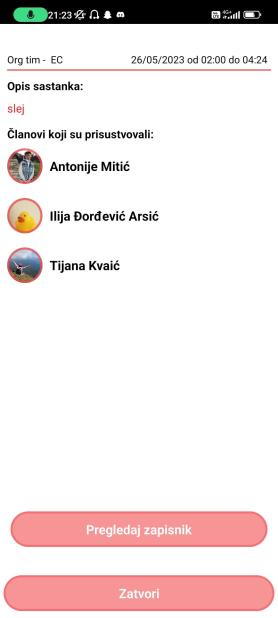 21:23
4G+
Org tim - EC 26/05/2023 od 02:00 do 04:24
Opis sastanka:
slej
Članovi koji su prisustvovali:
Antonije Mitić
Ilija Đorđević Arsić
Tijana Kvaić
Pregledaj zapisnik
Zatvori